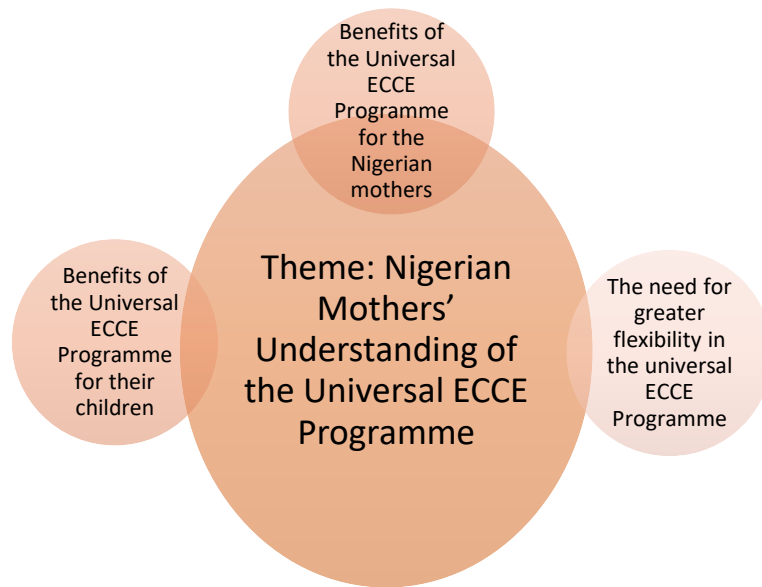 Benefits of
the Universal
ECCE
Programme
for the
Nigerian
mothers
Benefits of
the Universal
ECCE
Programme
for their
children
Theme: Nigerian
Mothers’
Understanding of
the Universal ECCE
Programme
The need for
greater
flexibility in
the universal
ECCE
Programme